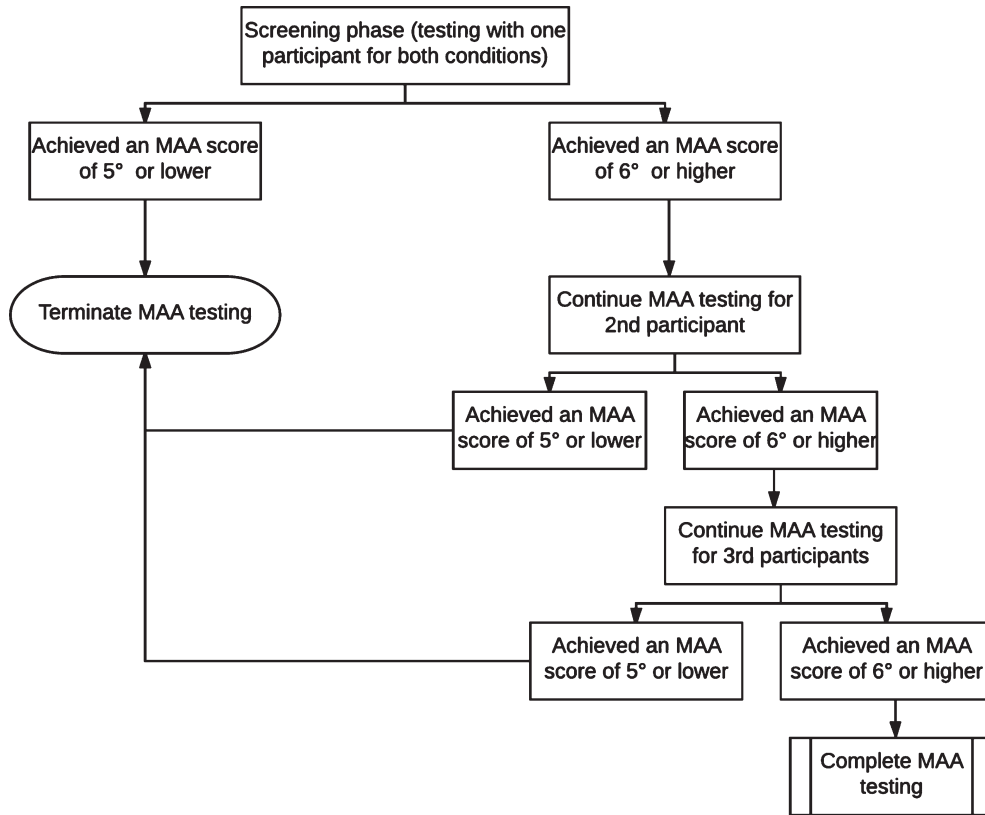 Screening phase (testing with one
participant for both conditions)
Achieved an MAA score
of 5° or lower
Achieved an MAA score
of 6° or higher
Terminate MAA testing
Continue MAA testing for
2nd participant
Achieved an MAA
score of 5° or lower
Achieved an MAA
score of 6° or higher
Continue MAA testing
for 3rd participants
Achieved an MAA
score of 5° or lower
Achieved an MAA
score of 6° or higher
Complete MAA
testing